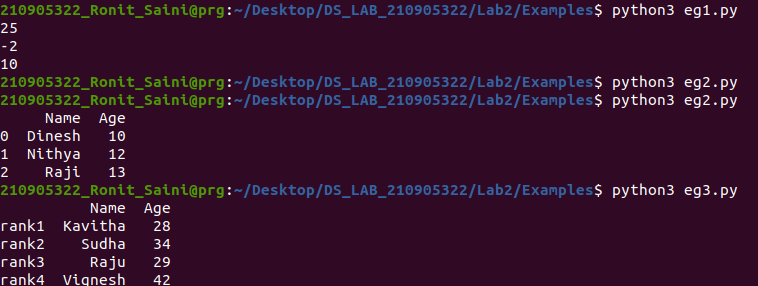 210905322_Ronit_Saini@prg:~/Desktop/DS_LAB_210905322/Lab2/Examples$ python3 eg1.py
25
-2
10
210905322_Ronit_Saini@prg:~/Desktop/DS_LAB_210905322/Lab2/Examples$ python3 eg2.py
210905322_Ronit_Saini@prg:~/Desktop/DS_LAB_210905322/Lab2/Examples$ python3 eg2.py
     Name  Age
0  Dinesh   10
1  Nithya   12
2    Raji   13
210905322_Ronit_Saini@prg:~/Desktop/DS_LAB_210905322/Lab2/Examples$ python3 eg3.py
          Name  Age
rank1  Kavitha   28
rank2    Sudha   34
rank3     Raju   29
rank4  Vignesh   42